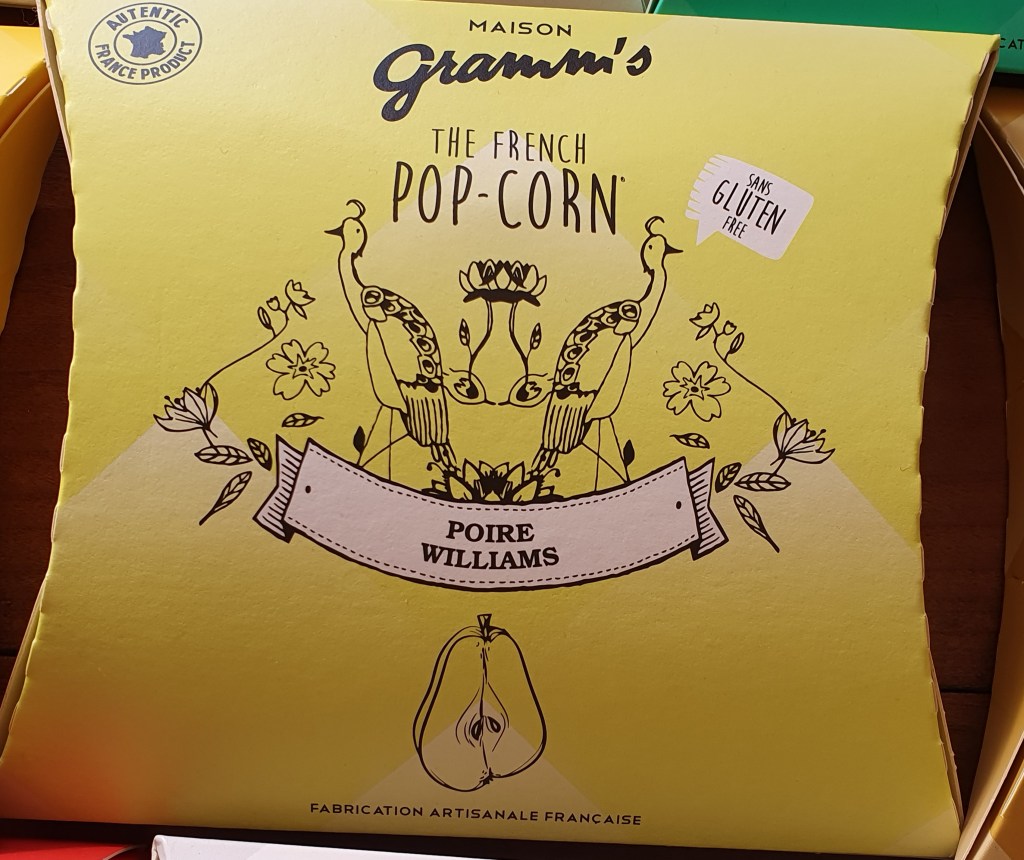 AUTENTIC
FRANCE PRODUCT
MAISON
Gramm's
THE FRENCH
POP-CORN
SANS
GLUTEN
FREE
POIRE
WILLIAMS
FABRICATION ARTISANALE FRANÇAISE